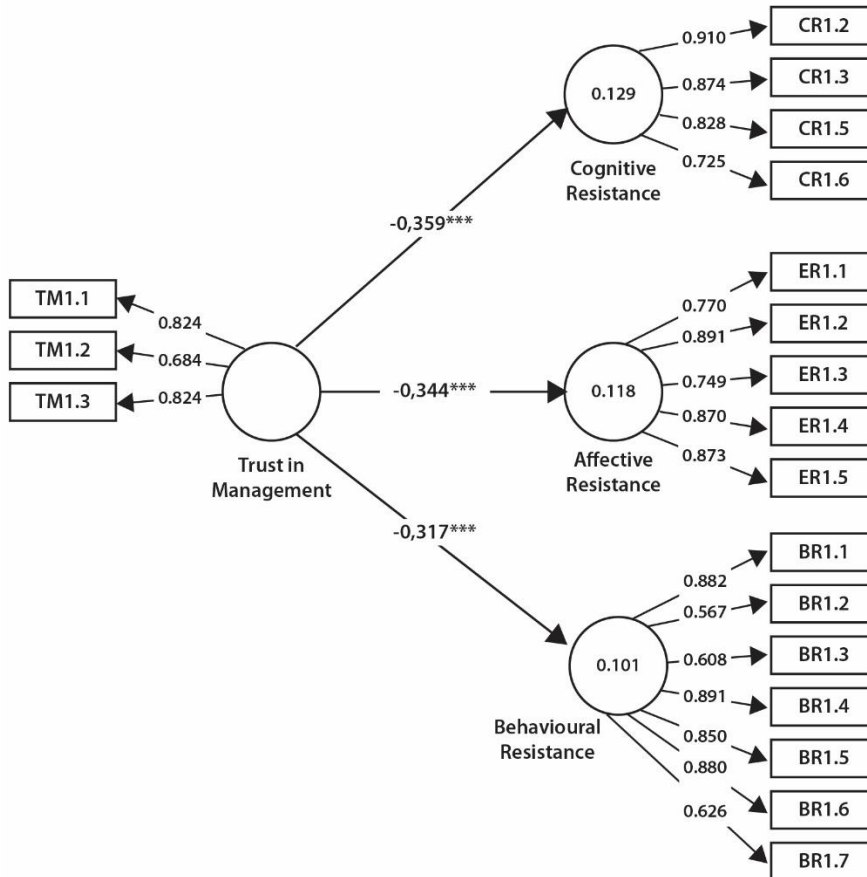 TM1.1
TM1.2
TM1.3
0.824
0.684
0.824
Trust in
Management
-0,359***
-0,344***
-0,317***
0.129
Cognitive
Resistance
0.910
0.874
0.828
0.725
CR1.2
CR1.3
CR1.5
CR1.6
0.118
Affective
Resistance
0.770
0.891
0.749
0.870
0.873
ER1.1
ER1.2
ER1.3
ER1.4
ER1.5
0.101
Behavioural
Resistance
0.882
0.567
0.608
0.891
0.850
0.880
0.626
BR1.1
BR1.2
BR1.3
BR1.4
BR1.5
BR1.6
BR1.7